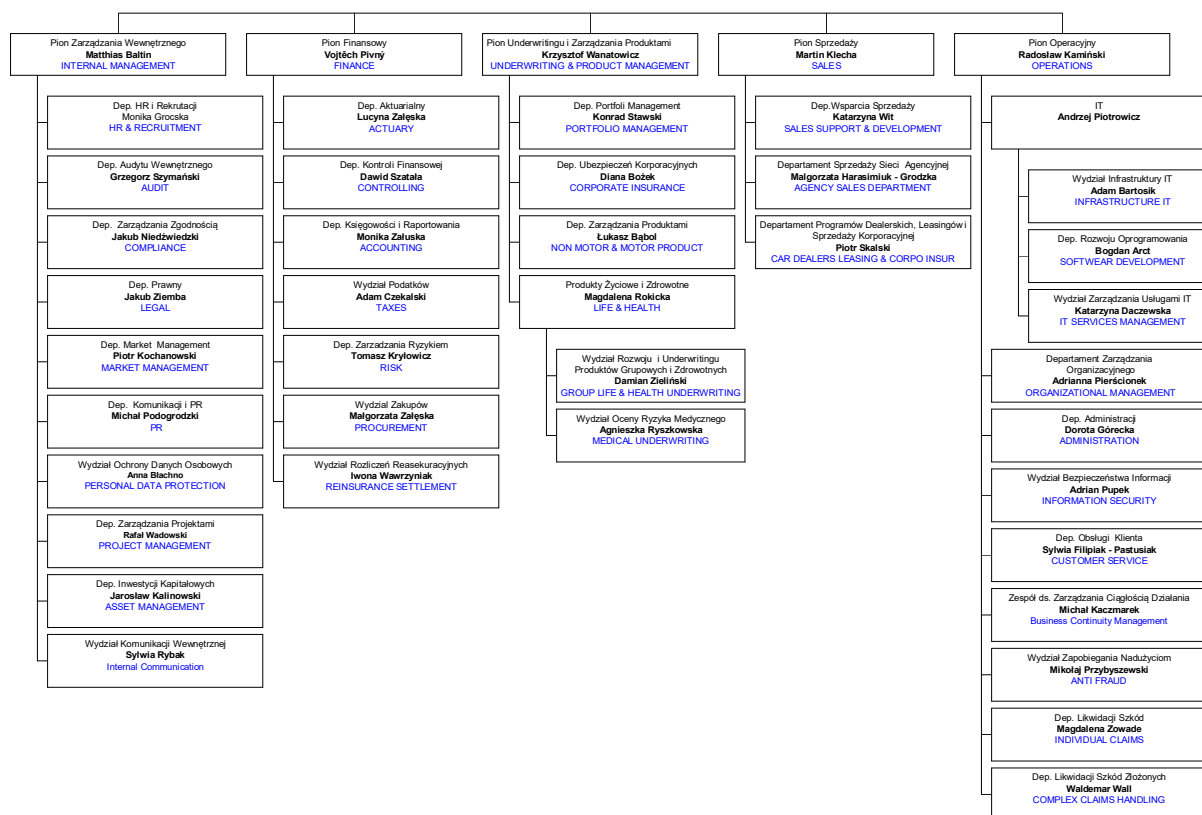 Pion Zarządzania Wewnętrznego
Matthias Baltin
INTERNAL MANAGEMENT
Dep. HR i Rekrutacji
Monika Grocska
HR & RECRUITMENT
Dep. Audytu Wewnętrznego
Grzegorz Szymański
AUDIT
Dep. Zarządzania Zgodnością
Jakub Niedźwiedzki
COMPLIANCE
Dep. Prawny
Jakub Ziemba
LEGAL
Dep. Market Management
Piotr Kochanowski
MARKET MANAGEMENT
Dep. Komunikacji i PR
Michał Podogrodzki
PR
Wydział Ochrony Danych Osobowych
Anna Błachno
PERSONAL DATA PROTECTION
Dep. Zarządzania Projektami
Rafał Wadowski
PROJECT MANAGEMENT
Dep. Inwestycji Kapitałowych
Jarosław Kalinowski
ASSET MANAGEMENT
Wydział Komunikacji Wewnętrznej
Sylwia Rybak
Internal Communication
Pion Finansowy
Vojtěch Pivný
FINANCE
Dep. Aktuarialny
Lucyna Załęska
ACTUARY
Dep. Kontroli Finansowej
Dawid Szatała
CONTROLLING
Dep. Księgowości i Raportowania
Monika Załuska
ACCOUNTING
Wydział Podatków
Adam Czekalski
TAXES
Dep. Zarzadzania Ryzykiem
Tomasz Kryłowicz
RISK
Wydzial Zakupów
Małgorzata Załęska
PROCUREMENT
Wydział Rozliczeń Reasekuracyjnych
Iwona Wawrzyniak
REINSURANCE SETTLEMENT
Pion Underwritingu i Zarządzania Produktami
Krzysztof Wanatowicz
UNDERWRITING & PRODUCT MANAGEMENT
Dep. Portfoli Management
Konrad Stawski
PORTFOLIO MANAGEMENT
Dep. Ubezpieczeń Korporacyjnych
Diana Bożek
CORPORATE INSURANCE
Dep. Zarządzania Produktami
Łukasz Bąbol
NON MOTOR & MOTOR PRODUCT
Produkty Życiowe i Zdrowotne
Magdalena Rokicka
LIFE & HEALTH
Wydział Rozwoju i Underwritingu
Produktów Grupowych i Zdrowotnych
Damian Zieliński
GROUP LIFE & HEALTH UNDERWRITING
Wydział Oceny Ryzyka Medycznego
Agnieszka Ryszkowska
MEDICAL UNDERWRITING
Pion Sprzedaży
Martin Klecha
SALES
Dep.Wsparcia Sprzedaży
Katarzyna Wit
SALES SUPPORT & DEVELOPMENT
Departament Sprzedaży Sieci Agencyjnej
Malgorzata Harasimiuk - Grodzka
AGENCY SALES DEPARTMENT
Departament Programów Dealerskich, Leasingów i
Sprzedaży Korporacyjnej
Piotr Skalski
CAR DEALERS LEASING & CORPO INSUR
Pion Operacyjny
Radosław Kamiński
OPERATIONS
IT
Andrzej Piotrowicz
Wydział Infrastruktury IT
Adam Bartosik
INFRASTRUCTURE IT
Dep. Rozwoju Oprogramowania
Bogdan Arct
SOFTWEAR DEVELOPMENT
Wydział Zarządzania Usługami IT
Katarzyna Daczewska
IT SERVICES MANAGEMENT
Departament Zarządzania
Organizacyjnego
Adrianna Pierścionek
ORGANIZATIONAL MANAGEMENT
Dep. Administracji
Dorota Górecka
ADMINISTRATION
Wydział Bezpieczeństwa Informacji
Adrian Pupek
INFORMATION SECURITY
Dep. Obsługi Klienta
Sylwia Filipiak - Pastusiak
CUSTOMER SERVICE
Zespół ds. Zarządzania Ciągłością Działania
Michał Kaczmarek
Business Continuity Management
Wydział Zapobiegania Nadużyciom
Mikołaj Przybyszewski
ANTI FRAUD
Dep. Likwidacji Szkód
Magdalena Zowade
INDIVIDUAL CLAIMS
Dep. Likwidacji Szkód Złożonych
Waldemar Wall
COMPLEX CLAIMS HANDLING